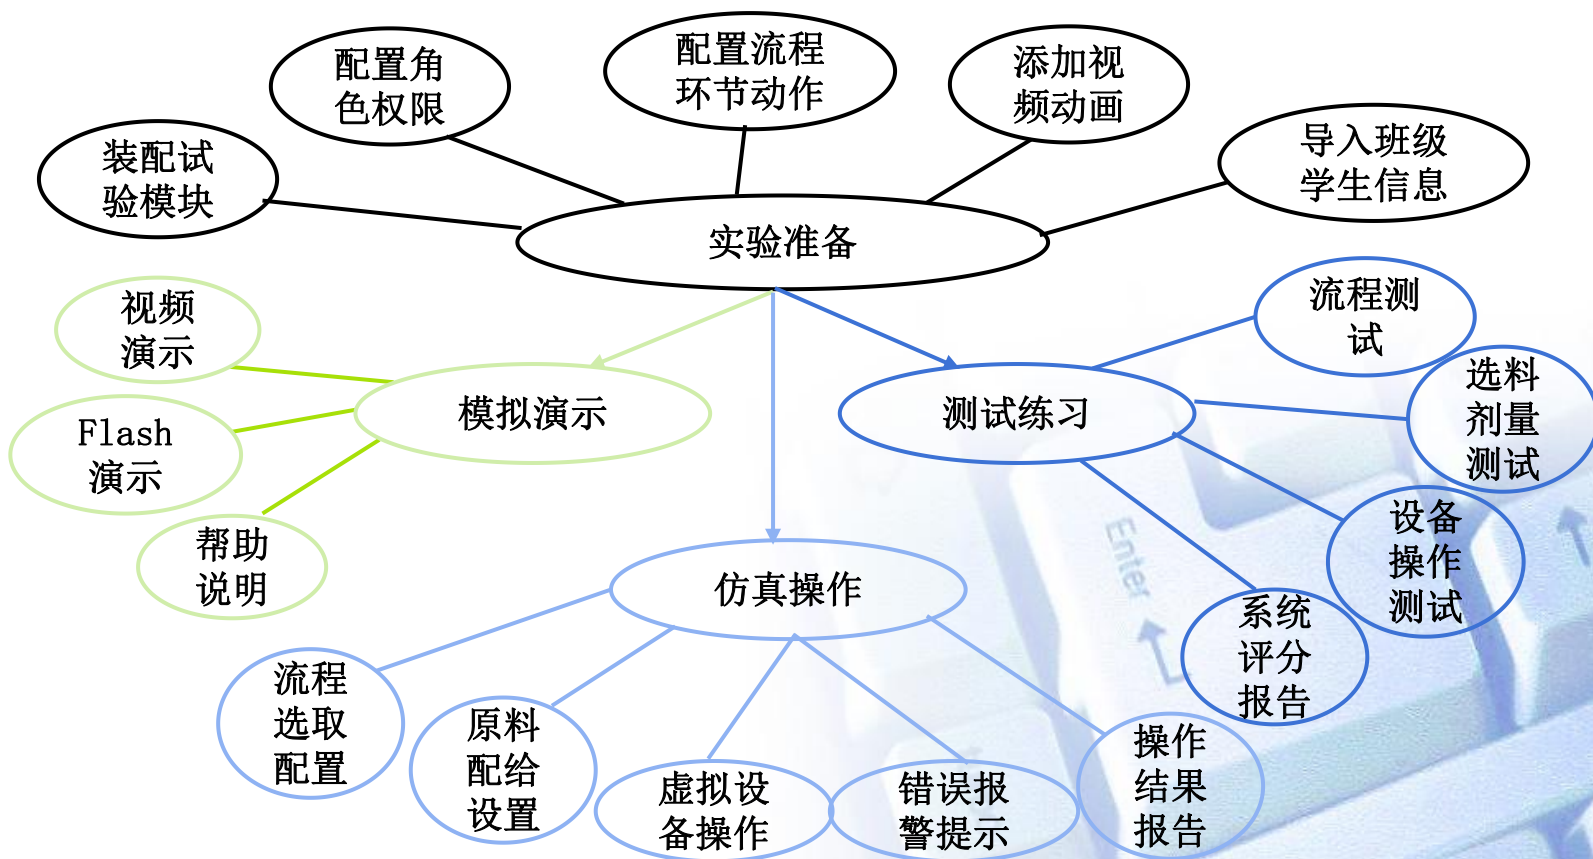 配置角
色权限
配置流程
环节动作
添加视
频动画
装配试
验模块
导入班级
学生信息
实验准备
视频
演示
流程测
试
模拟演示
测试练习
选料
剂量
测试
Flash
演示
帮助
说明
设备
操作
测试
仿真操作
系统
评分
报告
流程
选取
配置
原料
配给
设置
虚拟设
备操作
错误报
警提示
操作
结果
报告
Enter